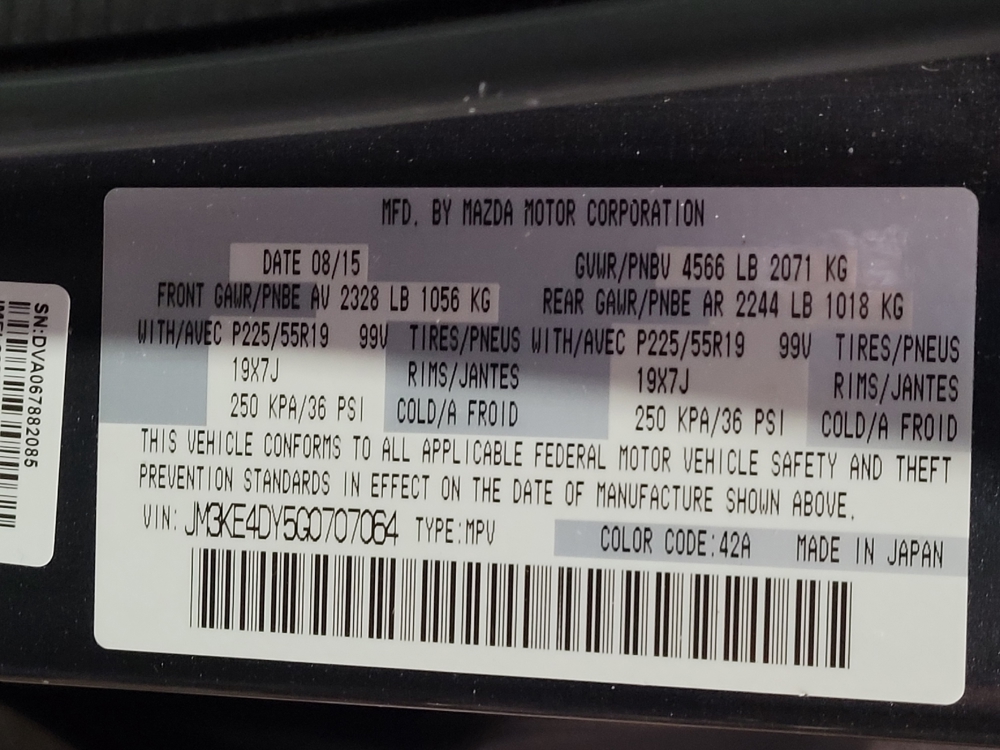 MFD. BY MAZDA MOTOR CORPORATION
DATE 08/15 GVWR/PNBV 4566 LB 2071 KG
FRONT GAWR/PNBE AV 2328 LB 1056 KG REAR GAWR/PNBE AR 2244 LB 1018 KG
WITH/AVEC P225/55R19 99V TIRES/PNEUS WITH/AVEC P225/55R19 99V TIRES/PNEUS
19X7J RIMS/JANTES 19X7J RIMS/JANTES
250 KPA/36 PSI COLD/A FROID 250 KPA/36 PSI COLD/A FROID
THIS VEHICLE CONFORMS TO ALL APPLICABLE FEDERAL MOTOR VEHICLE SAFETY AND THEFT
PREVENTION STANDARDS IN EFFECT ON THE DATE OF MANUFACTURE SHOWN ABOVE.
VIN: JM3KE4DY5G0707064 TYPE:MPV COLOR CODE:42A MADE IN JAPAN
SN:DVA067882085